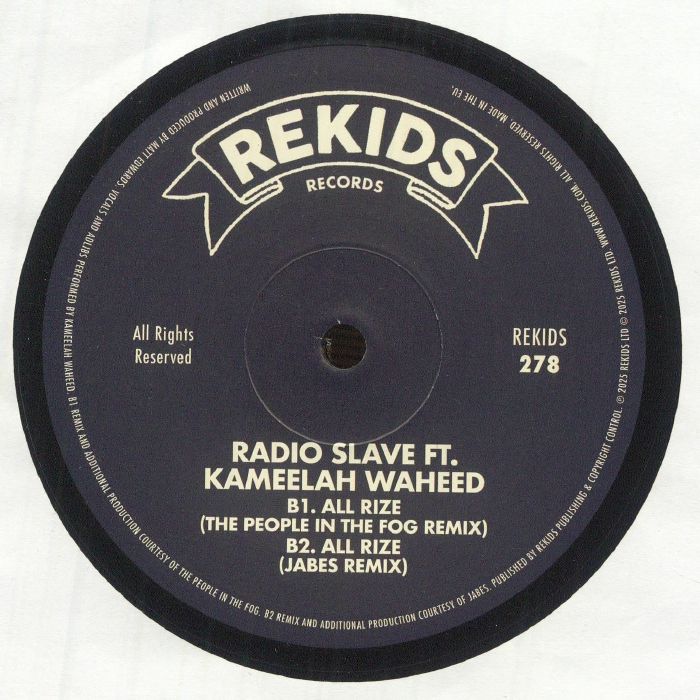 REKIDS
RECORDS
All Rights
Reserved
REKIDS
278
RADIO SLAVE FT.
KAMEELAH WAHEED
B1. ALL RIZE
(THE PEOPLE IN THE FOG REMIX)
B2. ALL RIZE
(JABES REMIX)
WRITTEN AND PRODUCED BY MATT EDWARDS. VOCALS AND ADLIBS PERFORMED BY KAMEELAH WAHEED. B1 REMIX AND ADDITIONAL PRODUCTION COURTESY OF THE PEOPLE IN THE FOG. B2 REMIX AND ADDITIONAL PRODUCTION COURTESY OF JABES. PUBLISHED BY REKIDS PUBLISHING & COPYRIGHT CONTROL. ℗ 2025 REKIDS LTD © 2025 REKIDS LTD. WWW.REKIDS.COM. ALL RIGHTS RESERVED. MADE IN THE EU.